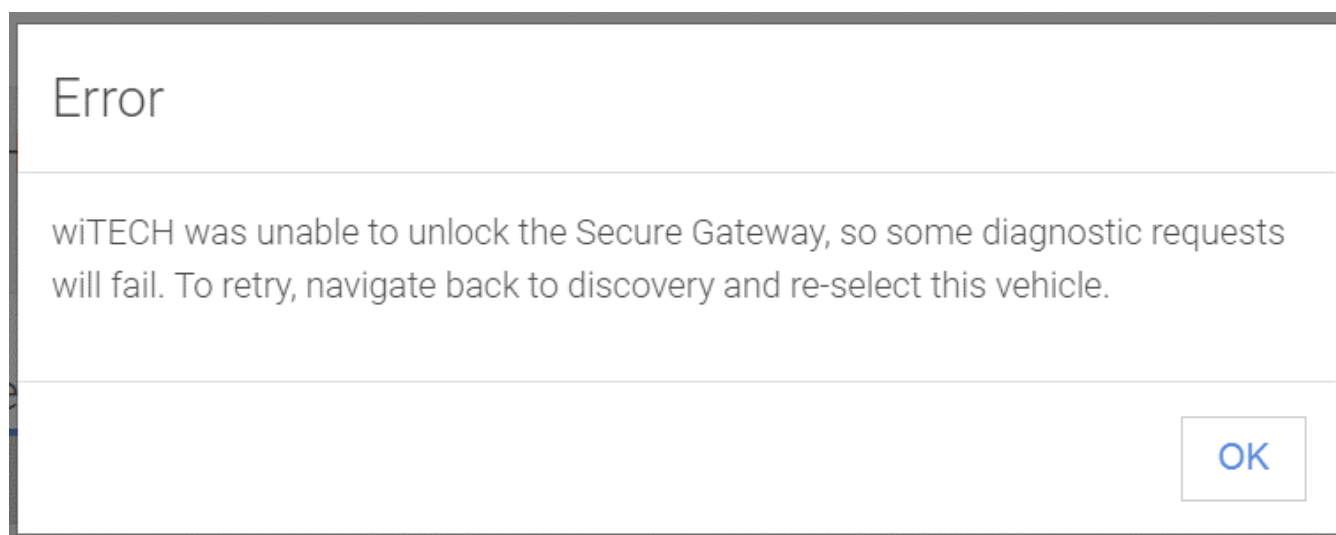 Error
wiTECH was unable to unlock the Secure Gateway, so some diagnostic requests
will fail. To retry, navigate back to discovery and re-select this vehicle.
OK